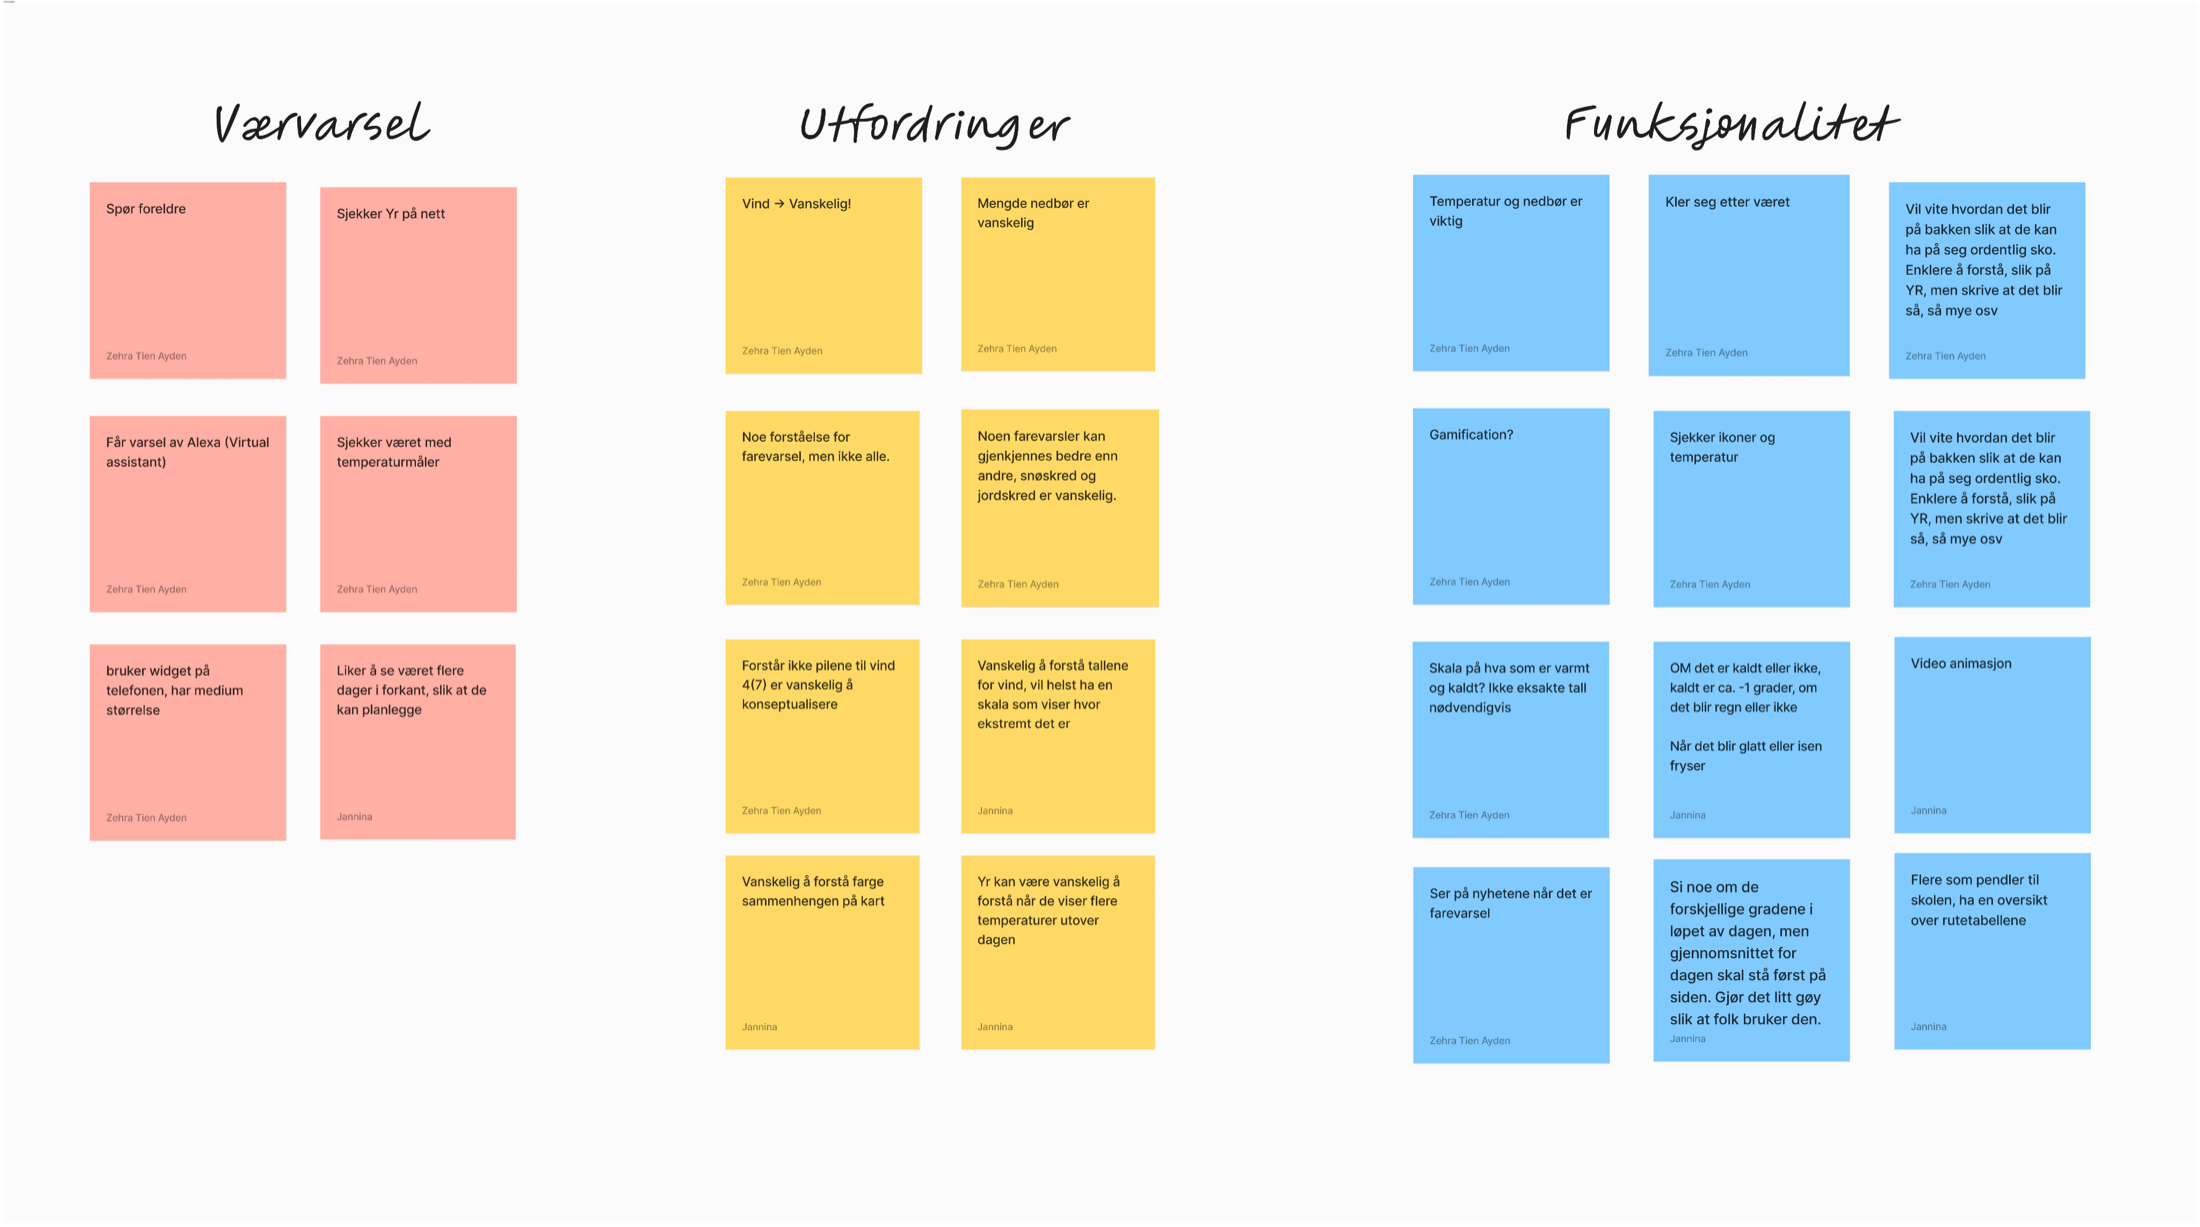 Værvarsel
Spør foreldre
Zehra Tien Ayden
Sjekker Yr på nett
Zehra Tien Ayden
Får varsel av Alexa (Virtual
assistant)
Zehra Tien Ayden
Sjekker været med
temperaturmåler
Zehra Tien Ayden
bruker widget på
telefonen, har medium
størrelse
Zehra Tien Ayden
Liker å se været flere
dager i forkant, slik at de
kan planlegge
Jannina
Utfordringer
Vind → Vanskelig!
Zehra Tien Ayden
Mengde nedbør er
vanskelig
Zehra Tien Ayden
Noe forståelse for
farevarsel, men ikke alle.
Zehra Tien Ayden
Noen farevarsler kan
gjenkjennes bedre enn
andre, snøskred og
jordskred er vanskelig.
Zehra Tien Ayden
Forstår ikke pilene til vind
4(7) er vanskelig å
konseptualisere
Zehra Tien Ayden
Vanskelig å forstå tallene
for vind, vil helst ha en
skala som viser hvor
ekstremt det er
Jannina
Vanskelig å forstå farge
sammenhengen på kart
Jannina
Yr kan være vanskelig å
forstå når de viser flere
temperaturer utover
dagen
Jannina
Funksjonalitet
Temperatur og nedbør er
viktig
Zehra Tien Ayden
Kler seg etter været
Zehra Tien Ayden
Vil vite hvordan det blir
på bakken slik at de kan
ha på seg ordentlig sko.
Enklere å forstå, slik på
YR, men skrive at det blir
så, så mye osv
Zehra Tien Ayden
Gamification?
Zehra Tien Ayden
Sjekker ikoner og
temperatur
Zehra Tien Ayden
Vil vite hvordan det blir
på bakken slik at de kan
ha på seg ordentlig sko.
Enklere å forstå, slik på
YR, men skrive at det blir
så, så mye osv
Zehra Tien Ayden
Skala på hva som er varmt
og kaldt? Ikke eksakte tall
nødvendigvis
Zehra Tien Ayden
OM det er kaldt eller ikke,
kaldt er ca. -1 grader, om
det blir regn eller ikke
Når det blir glatt eller isen
fryser
Jannina
Video animasjon
Jannina
Ser på nyhetene når det er
farevarsel
Zehra Tien Ayden
Si noe om de
forskjellige gradene i
løpet av dagen, men
gjennomsnittet for
dagen skal stå først på
siden. Gjør det litt gøy
slik at folk bruker den.
Jannina
Flere som pendler til
skolen, ha en oversikt
over rutetabellene
Jannina